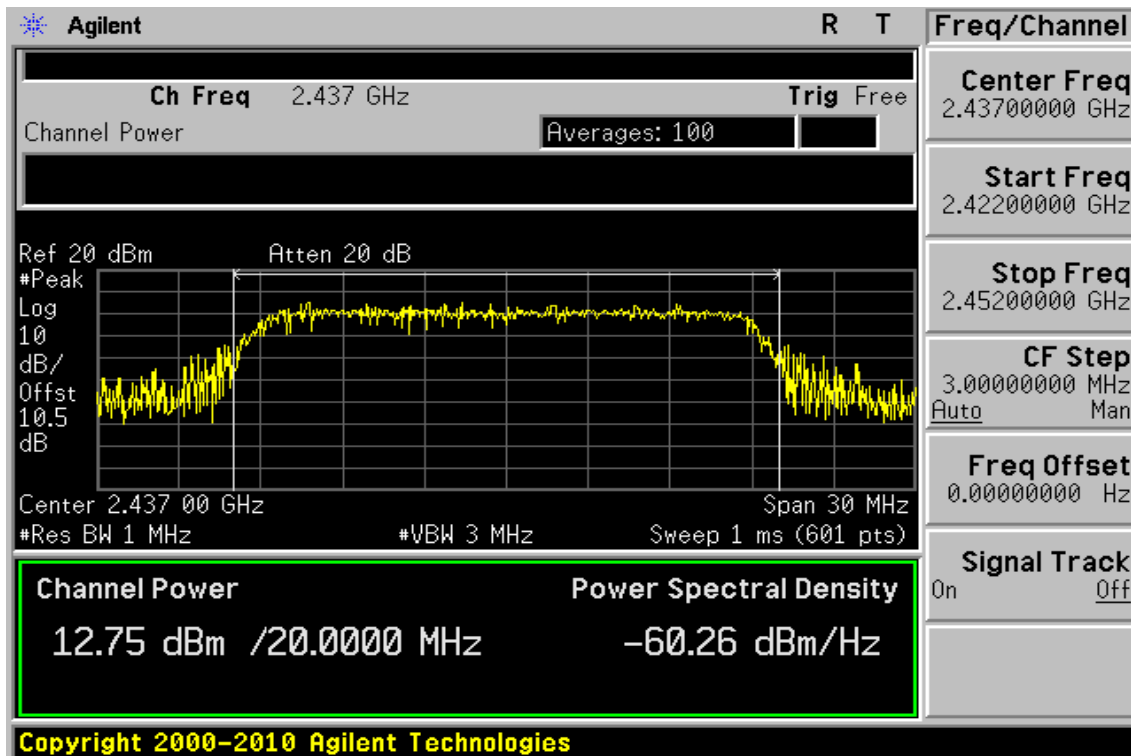 Agilent R T Freq/Channel
Ch Freq 2.437 GHz Trig Free
Channel Power Averages: 100
Ref 20 dBm Atten 20 dB
#Peak
Log
10
dB/
Offst
10.5
dB
Center 2.437 00 GHz Span 30 MHz
#Res BW 1 MHz #VBW 3 MHz Sweep 1 ms (601 pts)
Channel Power Power Spectral Density
12.75 dBm /20.0000 MHz -60.26 dBm/Hz
Center Freq
2.43700000 GHz
Start Freq
2.42200000 GHz
Stop Freq
2.45200000 GHz
CF Step
3.00000000 MHz
Auto Man
Freq Offset
0.00000000 Hz
Signal Track
On Off
Copyright 2000-2010 Agilent Technologies